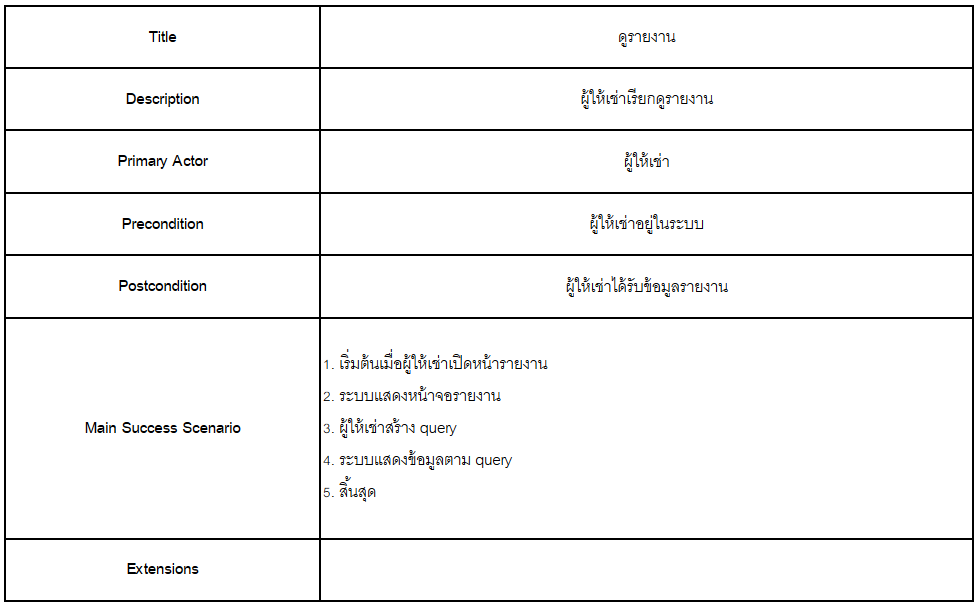 Title
ดูรายงาน
Description
ผู้ให้เช่าเรียกดูรายงาน
Primary Actor
ผู้ให้เช่า
Precondition
ผู้ให้เช่าอยู่ในระบบ
Postcondition
ผู้ให้เช่าได้รับข้อมูลรายงาน
Main Success Scenario
1. เริ่มต้นเมื่อผู้ให้เช่าเปิดหน้ารายงาน
2. ระบบแสดงหน้าจอรายงาน
3. ผู้ให้เช่าสร้าง query
4. ระบบแสดงข้อมูลตาม query
5. สิ้นสุด
Extensions